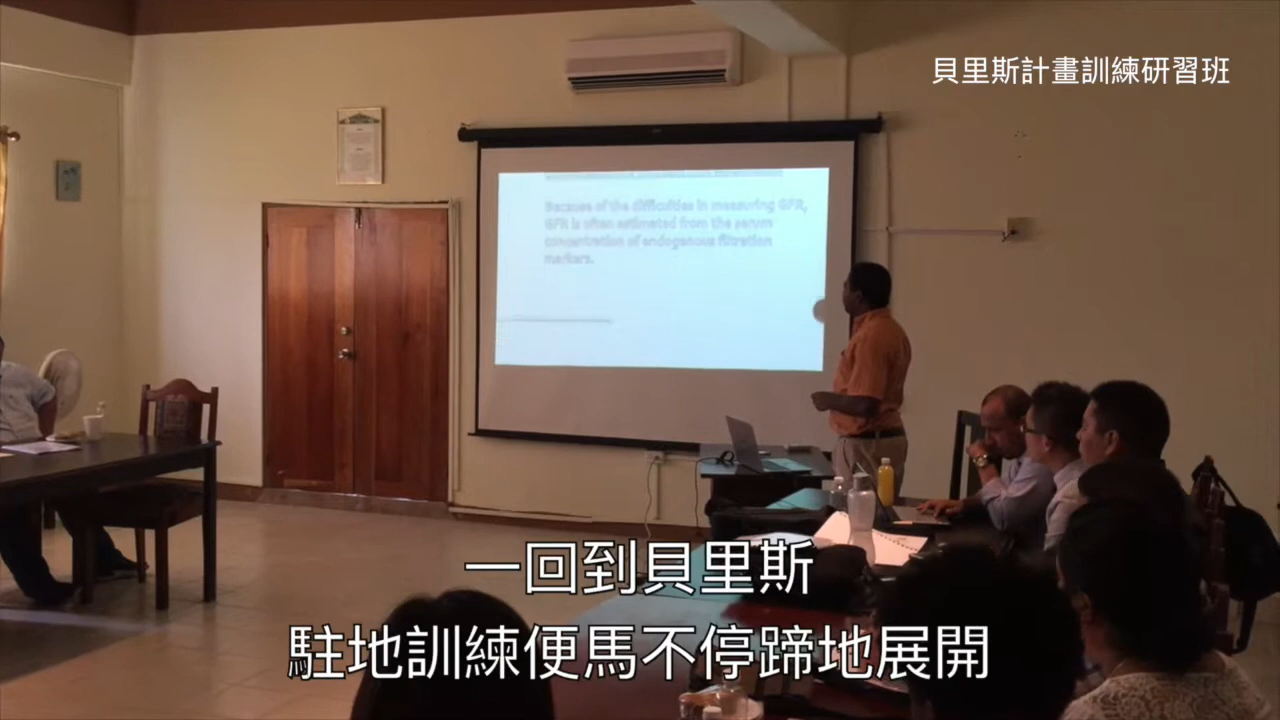 貝里斯計畫訓練研習班
Because of the difficulties in measuring GFR,
GFR is often estimated from the serum
concentration of endogenous filtration
markers.
一回到貝里斯
駐地訓練便馬不停蹄地展開